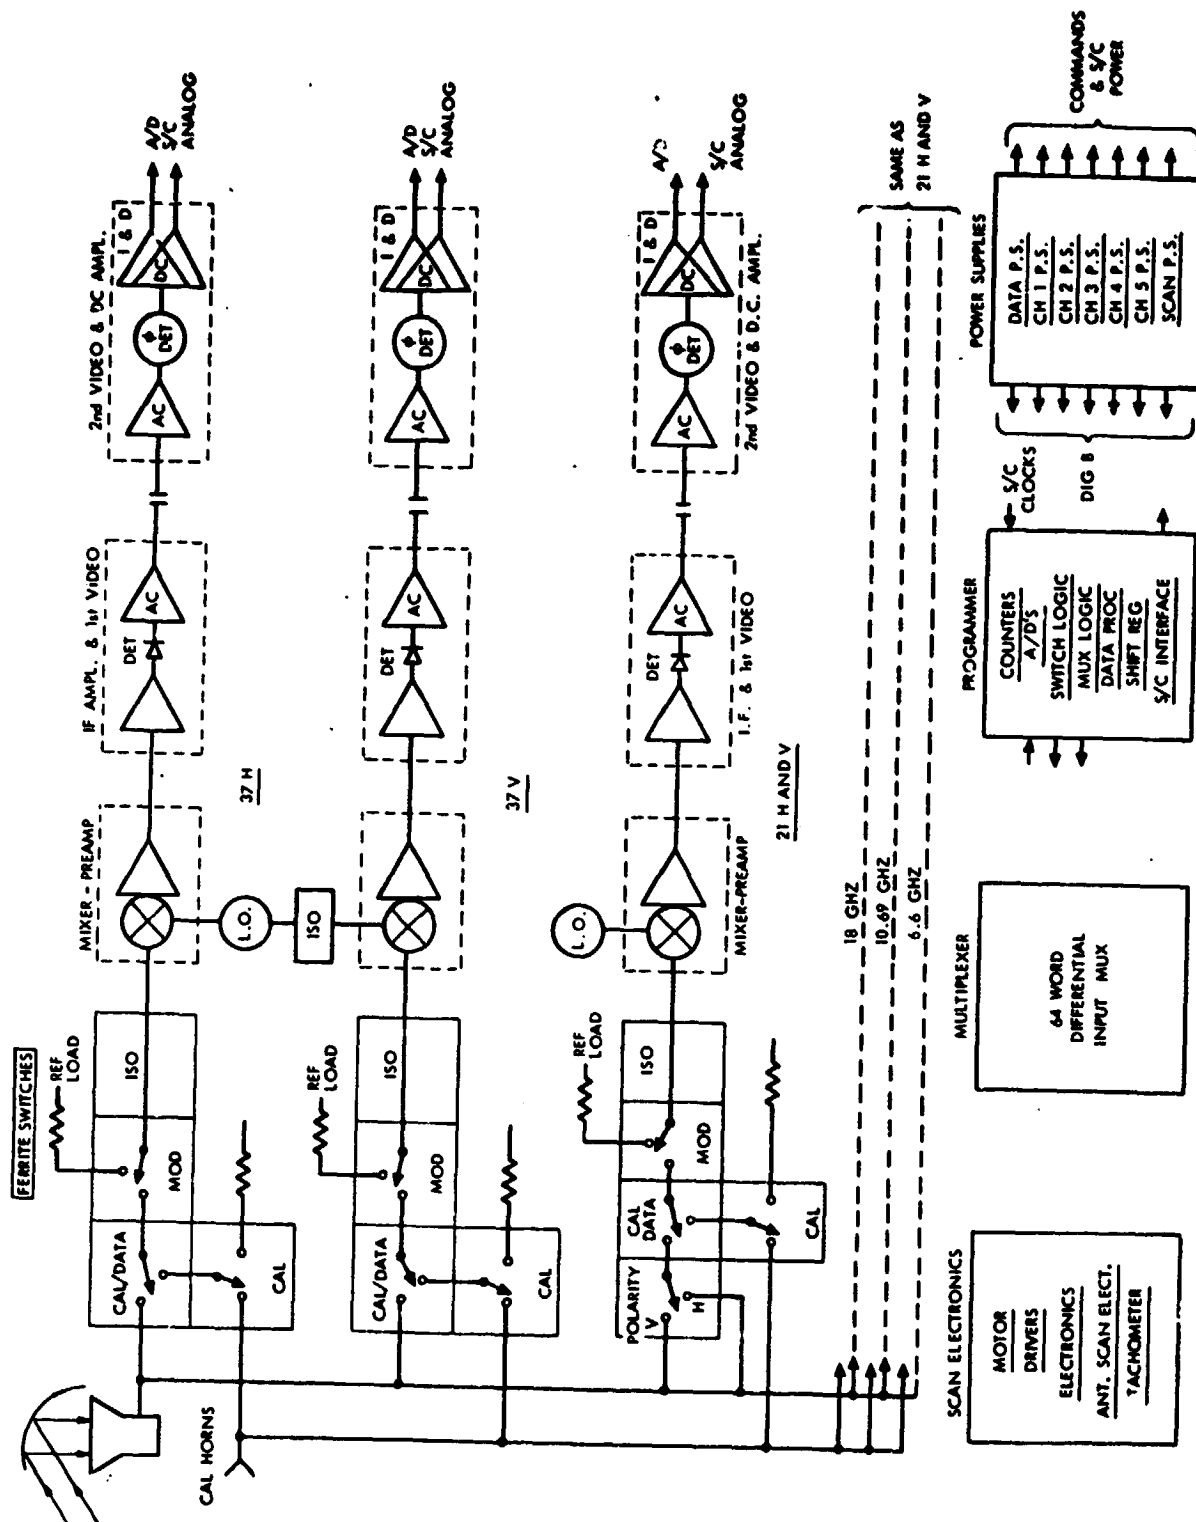 FERRITE SWITCHES
CAL HORNS
CAL/DATA
CAL
MOD
REF
LOAD
ISO
MIXER - PREAMP
L.O.
ISO
37 H
IF AMPL. & 1st VIDEO
DET
AC
2nd VIDEO & DC AMPL.
AC
ϕ
DET
DC
I & D
A/D
S/C
ANALOG
CAL/DATA
CAL
MOD
REF
LOAD
ISO
37 V
DET
AC
AC
ϕ
DET
DC
I & D
A/D
S/C
ANALOG
POLARITY
V
H
CAL
DATA
CAL
MOD
REF
LOAD
ISO
L.O.
MIXER-PREAMP
21 H AND V
DET
AC
I.F. & 1st VIDEO
AC
ϕ
DET
DC
I & D
2nd VIDEO & D.C. AMPL.
A/D
S/C
ANALOG
18 GHZ
10.69 GHZ
6.6 GHZ
SAME AS
21 H AND V
SCAN ELECTRONICS
MOTOR
DRIVERS
ELECTRONICS
ANT. SCAN ELECT.
TACHOMETER
MULTIPLEXER
64 WORD
DIFFERENTIAL
INPUT MUX
PROGRAMMER
COUNTERS
A/D'S
SWITCH LOGIC
MUX LOGIC
DATA PROC
SHIFT REG
S/C INTERFACE
S/C
CLOCKS
DIG B
POWER SUPPLIES
DATA P.S.
CH 1 P.S.
CH 2 P.S.
CH 3 P.S.
CH 4 P.S.
CH 5 P.S.
SCAN P.S.
COMMANDS
& S/C
POWER